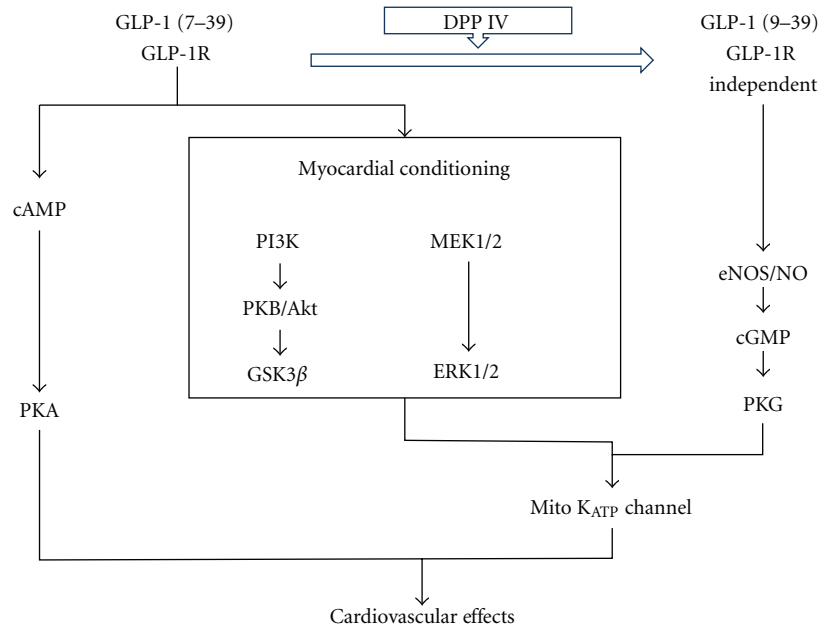 GLP-1 (7–39)
GLP-1R
DPP IV
GLP-1 (9–39)
GLP-1R
independent
Myocardial conditioning
cAMP
PI3K
MEK1/2
eNOS/NO
PKB/Akt
cGMP
GSK3β
ERK1/2
PKA
PKG
Mito K_ATP channel
Cardiovascular effects